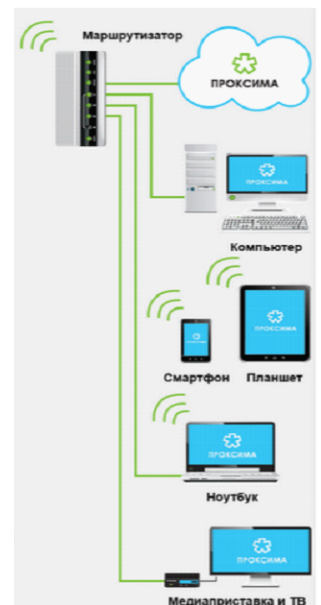 Маршрутизатор
ПРОКСИМА
ПРОКСИМА
Компьютер
ПРОКСИМА
Смартфон Планшет
ПРОКСИМА
Ноутбук
ПРОКСИМА
Медиаприставка и ТВ